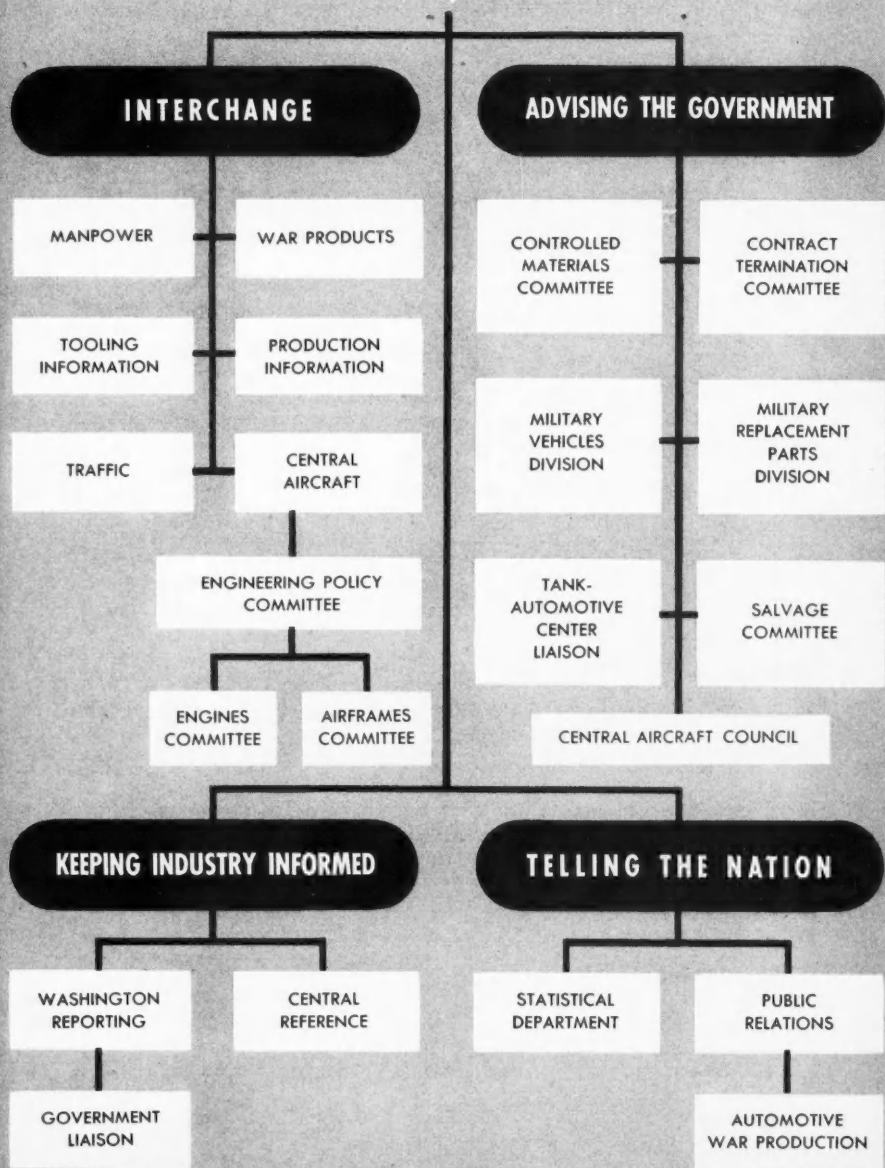 INTERCHANGE
MANPOWER
WAR PRODUCTS
TOOLING
INFORMATION
PRODUCTION
INFORMATION
TRAFFIC
CENTRAL
AIRCRAFT
ENGINEERING POLICY
COMMITTEE
ENGINES
COMMITTEE
AIRFRAMES
COMMITTEE
ADVISING THE GOVERNMENT
CONTROLLED
MATERIALS
COMMITTEE
CONTRACT
TERMINATION
COMMITTEE
MILITARY
VEHICLES
DIVISION
MILITARY
REPLACEMENT
PARTS
DIVISION
TANK-
AUTOMOTIVE
CENTER
LIAISON
SALVAGE
COMMITTEE
CENTRAL AIRCRAFT COUNCIL
KEEPING INDUSTRY INFORMED
WASHINGTON
REPORTING
CENTRAL
REFERENCE
GOVERNMENT
LIAISON
TELLING THE NATION
STATISTICAL
DEPARTMENT
PUBLIC
RELATIONS
AUTOMOTIVE
WAR PRODUCTION